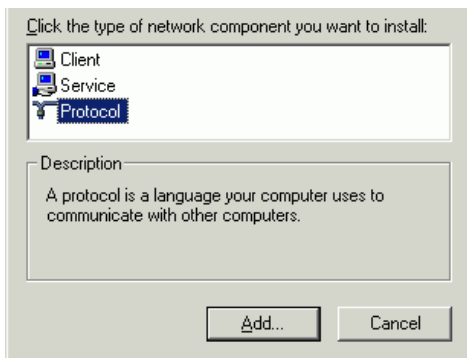 Click the type of network component you want to install:
Client
Service
Protocol
Description
A protocol is a language your computer uses to
communicate with other computers.
Add...
Cancel